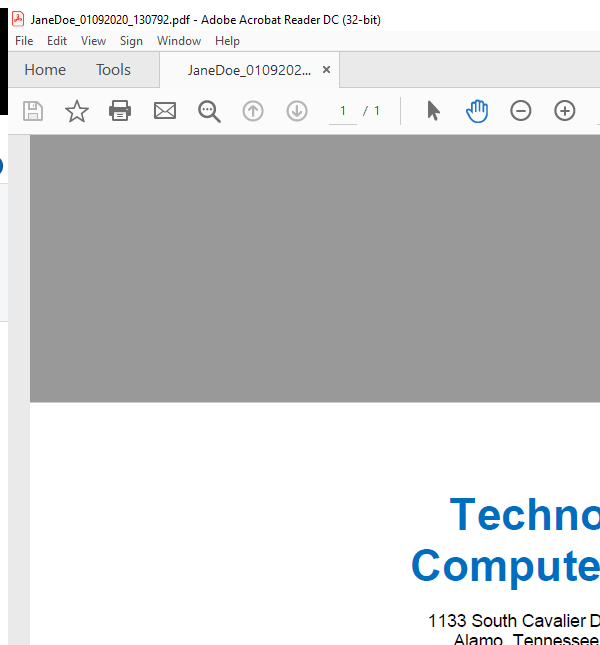 JaneDoe_01092020_130792.pdf - Adobe Acrobat Reader DC (32-bit)
File Edit View Sign Window Help
Home Tools JaneDoe_0109202... ×
1 / 1
Techno
Compute
1133 South Cavalier D
Alamo, Tennessee